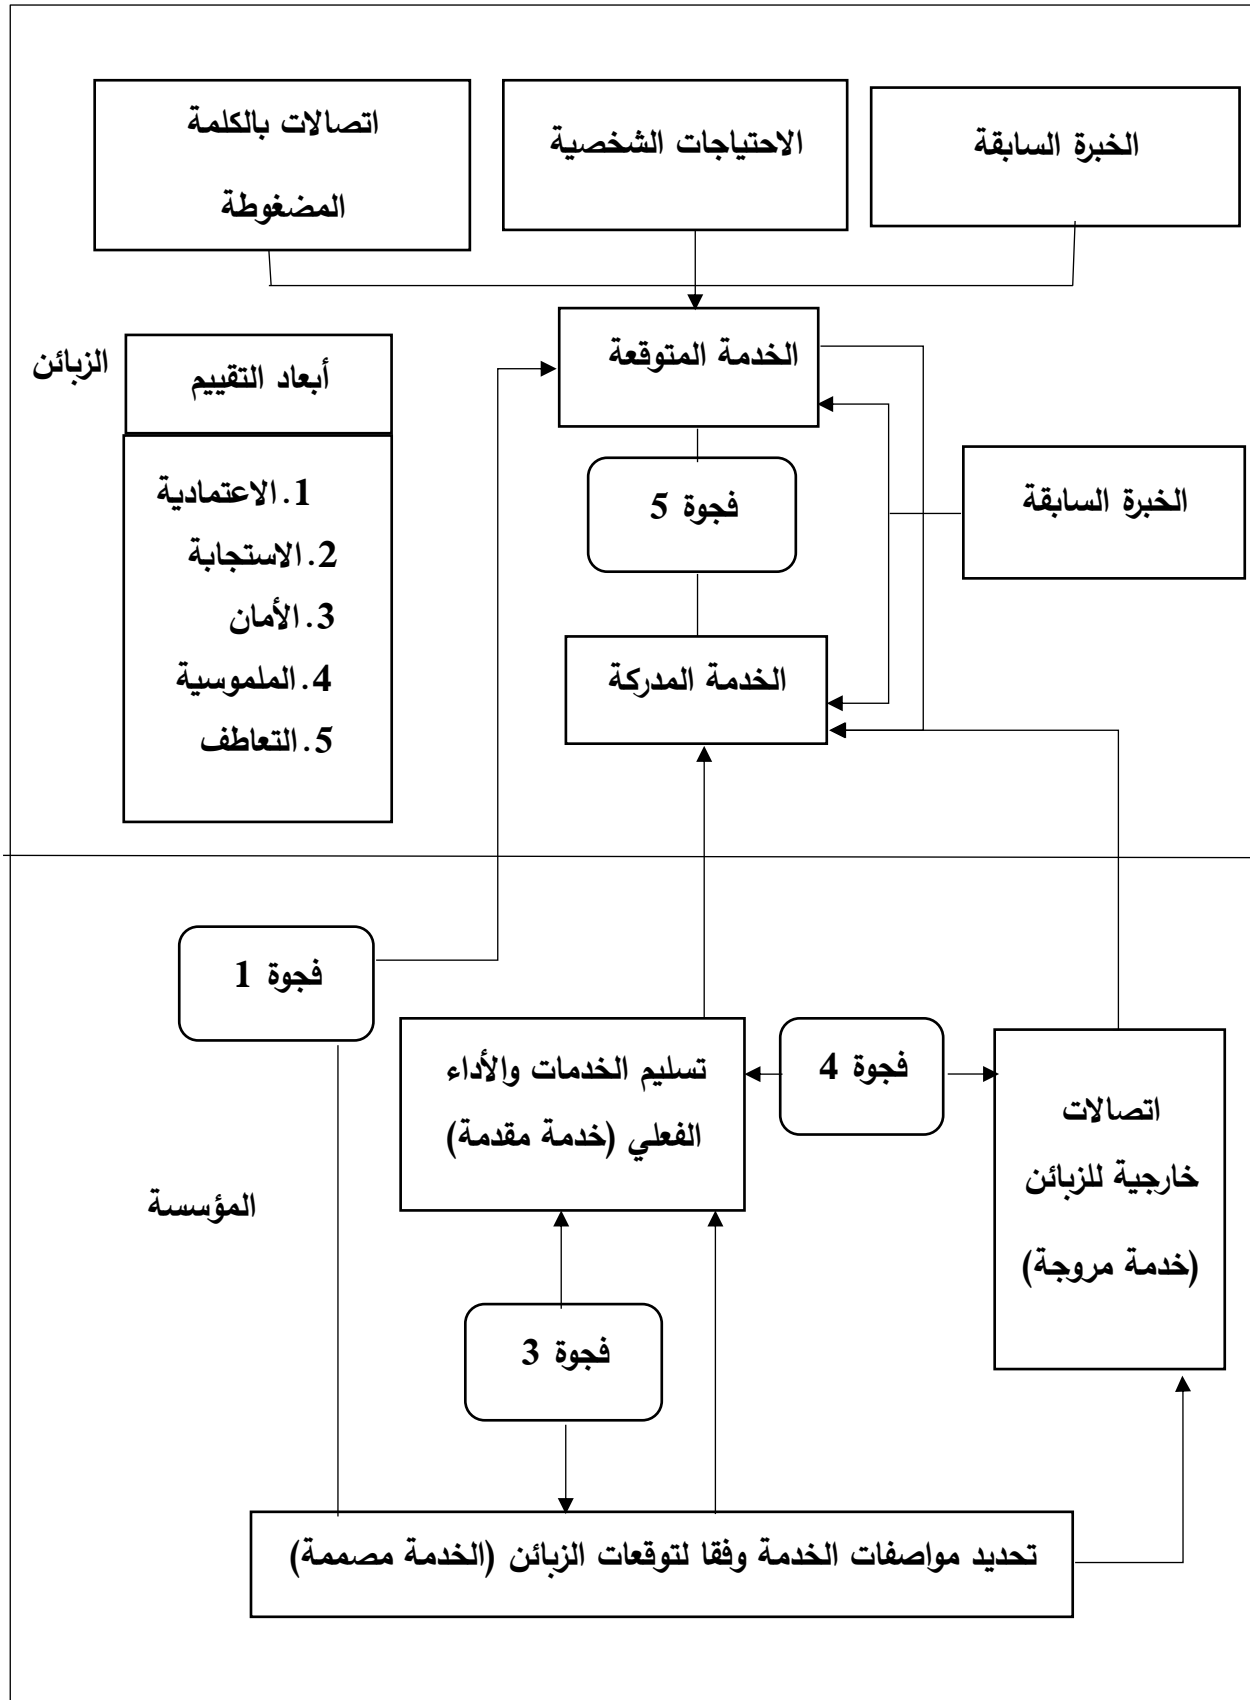 الخبرة السابقة
الاحتياجات الشخصية
اتصالات بالكلمة
المضغوطة
الخدمة المتوقعة
الزبائن
أبعاد التقييم
1. الاعتمادية
2. الاستجابة
3. الأمان
4. الملموسية
5. التعاطف
فجوة 5
الخبرة السابقة
الخدمة المدركة
فجوة 1
تسليم الخدمات والأداء
الفعلي (خدمة مقدمة)
فجوة 4
اتصالات
خارجية للزبائن
(خدمة مروجة)
المؤسسة
فجوة 3
تحديد مواصفات الخدمة وفقا لتوقعات الزبائن (الخدمة مصممة)